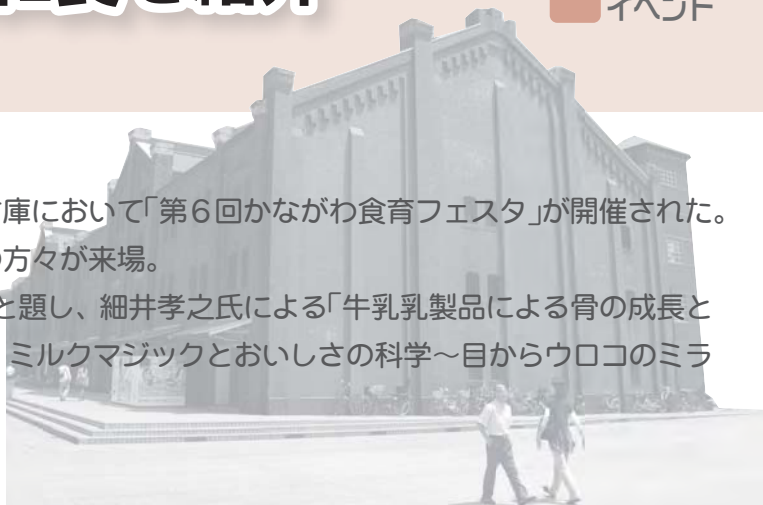 を紹介
イベント
庫において「第６回かながわ食育フェスタ」が開催された。
の方々が来場。
と題し、細井孝之氏による「牛乳乳製品による骨の成長と
ミルクマジックとおいしさの科学～目からウロコのミラ